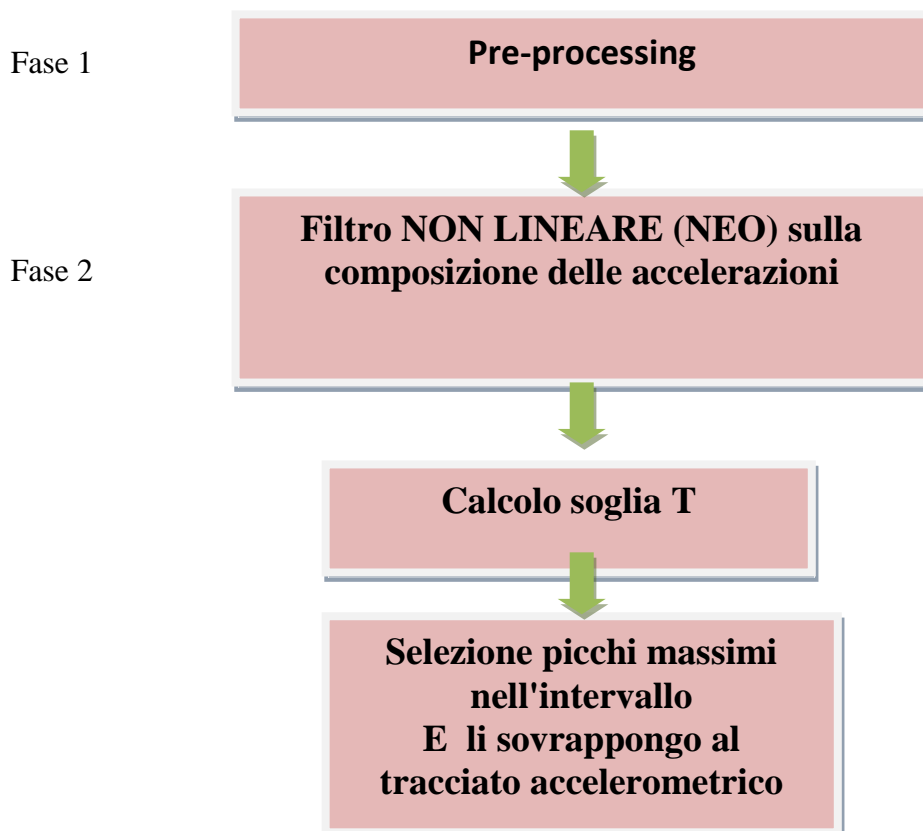 Fase 1
Pre-processing
Filtro NON LINEARE (NEO) sulla
composizione delle accelerazioni
Fase 2
Calcolo soglia T
Selezione picchi massimi
nell'intervallo
E li sovrappongo al
tracciato accelerometrico